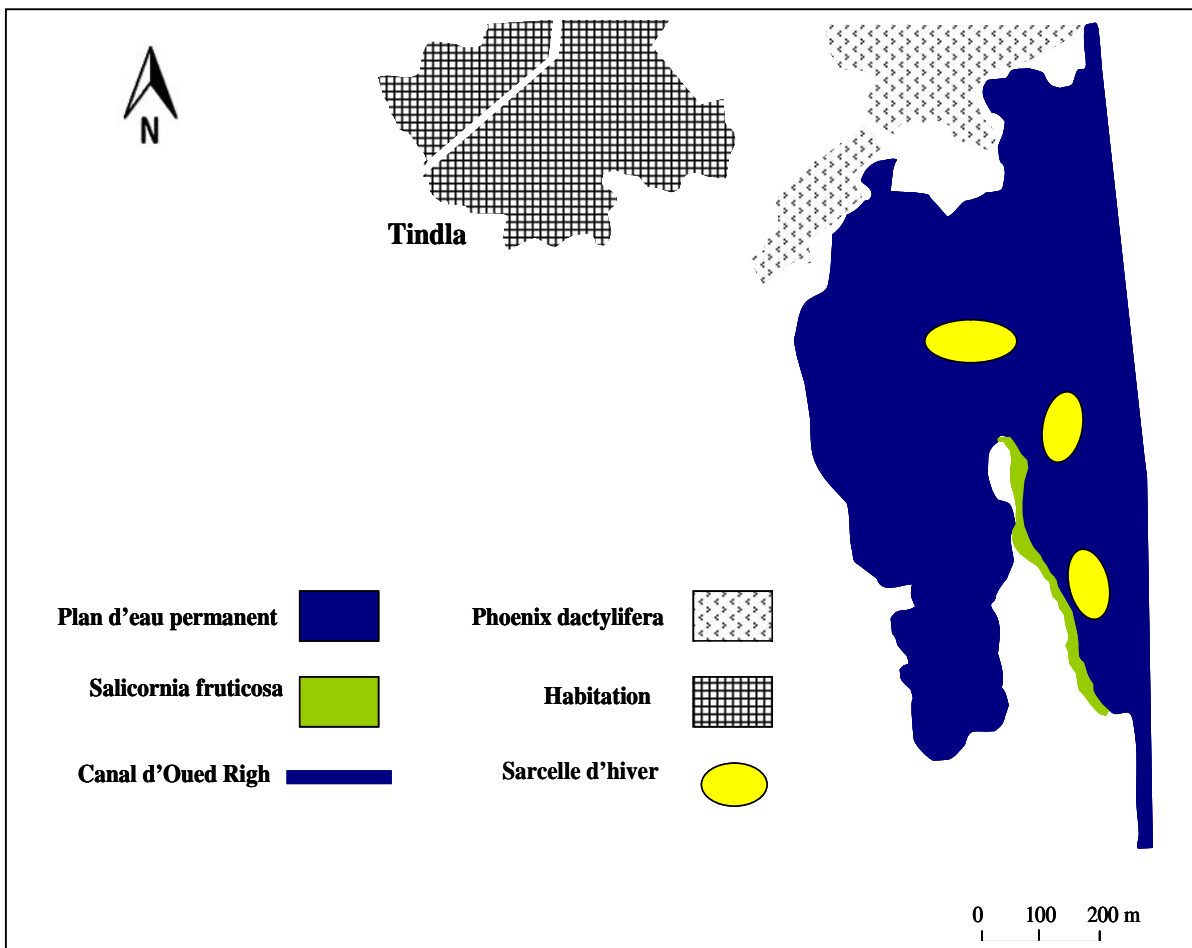 N
Tindla
Plan d'eau permanent
Phoenix dactylifera
Salicornia fruticosa
Habitation
Canal d'Oued Righ
Sarcelle d'hiver
0 100 200 m